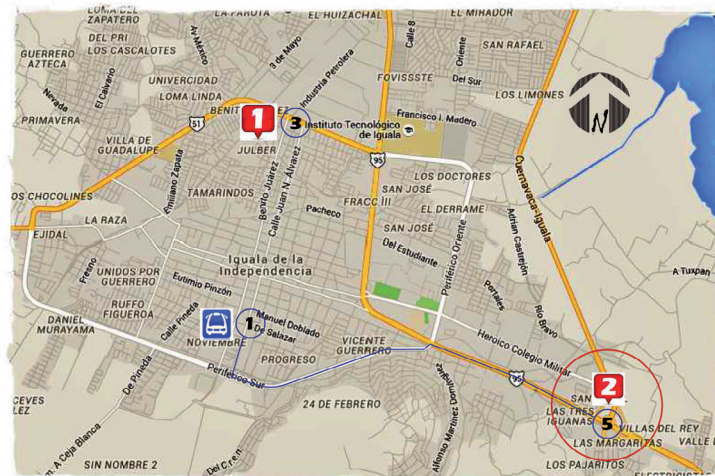 LOMA DEL
ZAPATERO
LA PAROTA
EL HUIZACHAL
EL MIRADOR
DEL PRI
LOS CASCALOTES
Av México
3 de Mayo
Calle 8
Oriente
SAN RAFAEL
GUERRERO
AZTECA
El Calvario
UNIVERCIDAD
LOMA LINDA
Industria Petrolera
FOVISSSTE
Del Sur
LOS LIMONES
Nevada
PRIMAVERA
51
1
3
Instituto Tecnológico
de Iguala
Francisco I. Madero
N
VILLA DE
GUADALUPE
JULBER
95
Cuernavaca-Iguala
Emiliano Zapata
TAMARINDOS
Benito Juárez
Calle Juan N. Álvarez
SAN JOSÉ
LOS DOCTORES
OS CHOCOLINES
LA RAZA
Pacheco
FRACC III
EL DERRAME
SAN JOSÉ
Adrian Castrejón
EJIDAL
Fresno
Iguala de la
Independencia
Del Estudiante
Periférico Oriente
A Tuxpan
UNIDOS POR
GUERRERO
Eutimio Pinzón
Portales
Río Bravo
RUFFO
FIGUEROA
Calle Pineda
1
Manuel Doblado
De Salazar
NOVIEMBRE
DANIEL
MURAYAMA
VICENTE
GUERRERO
Heroico Colegio Militar
PROGRESO
Periférico Sur
95
2
De Pineda
24 DE FEBRERO
Alfonso Martínez Domínguez
LAS TRES
IGUANAS
5
VILLAS DEL REY
LAS MARGARITAS
m. A Ceja Blanca
Del C.r.e.n.
SIN NOMBRE 2
LOS PAJARITOS